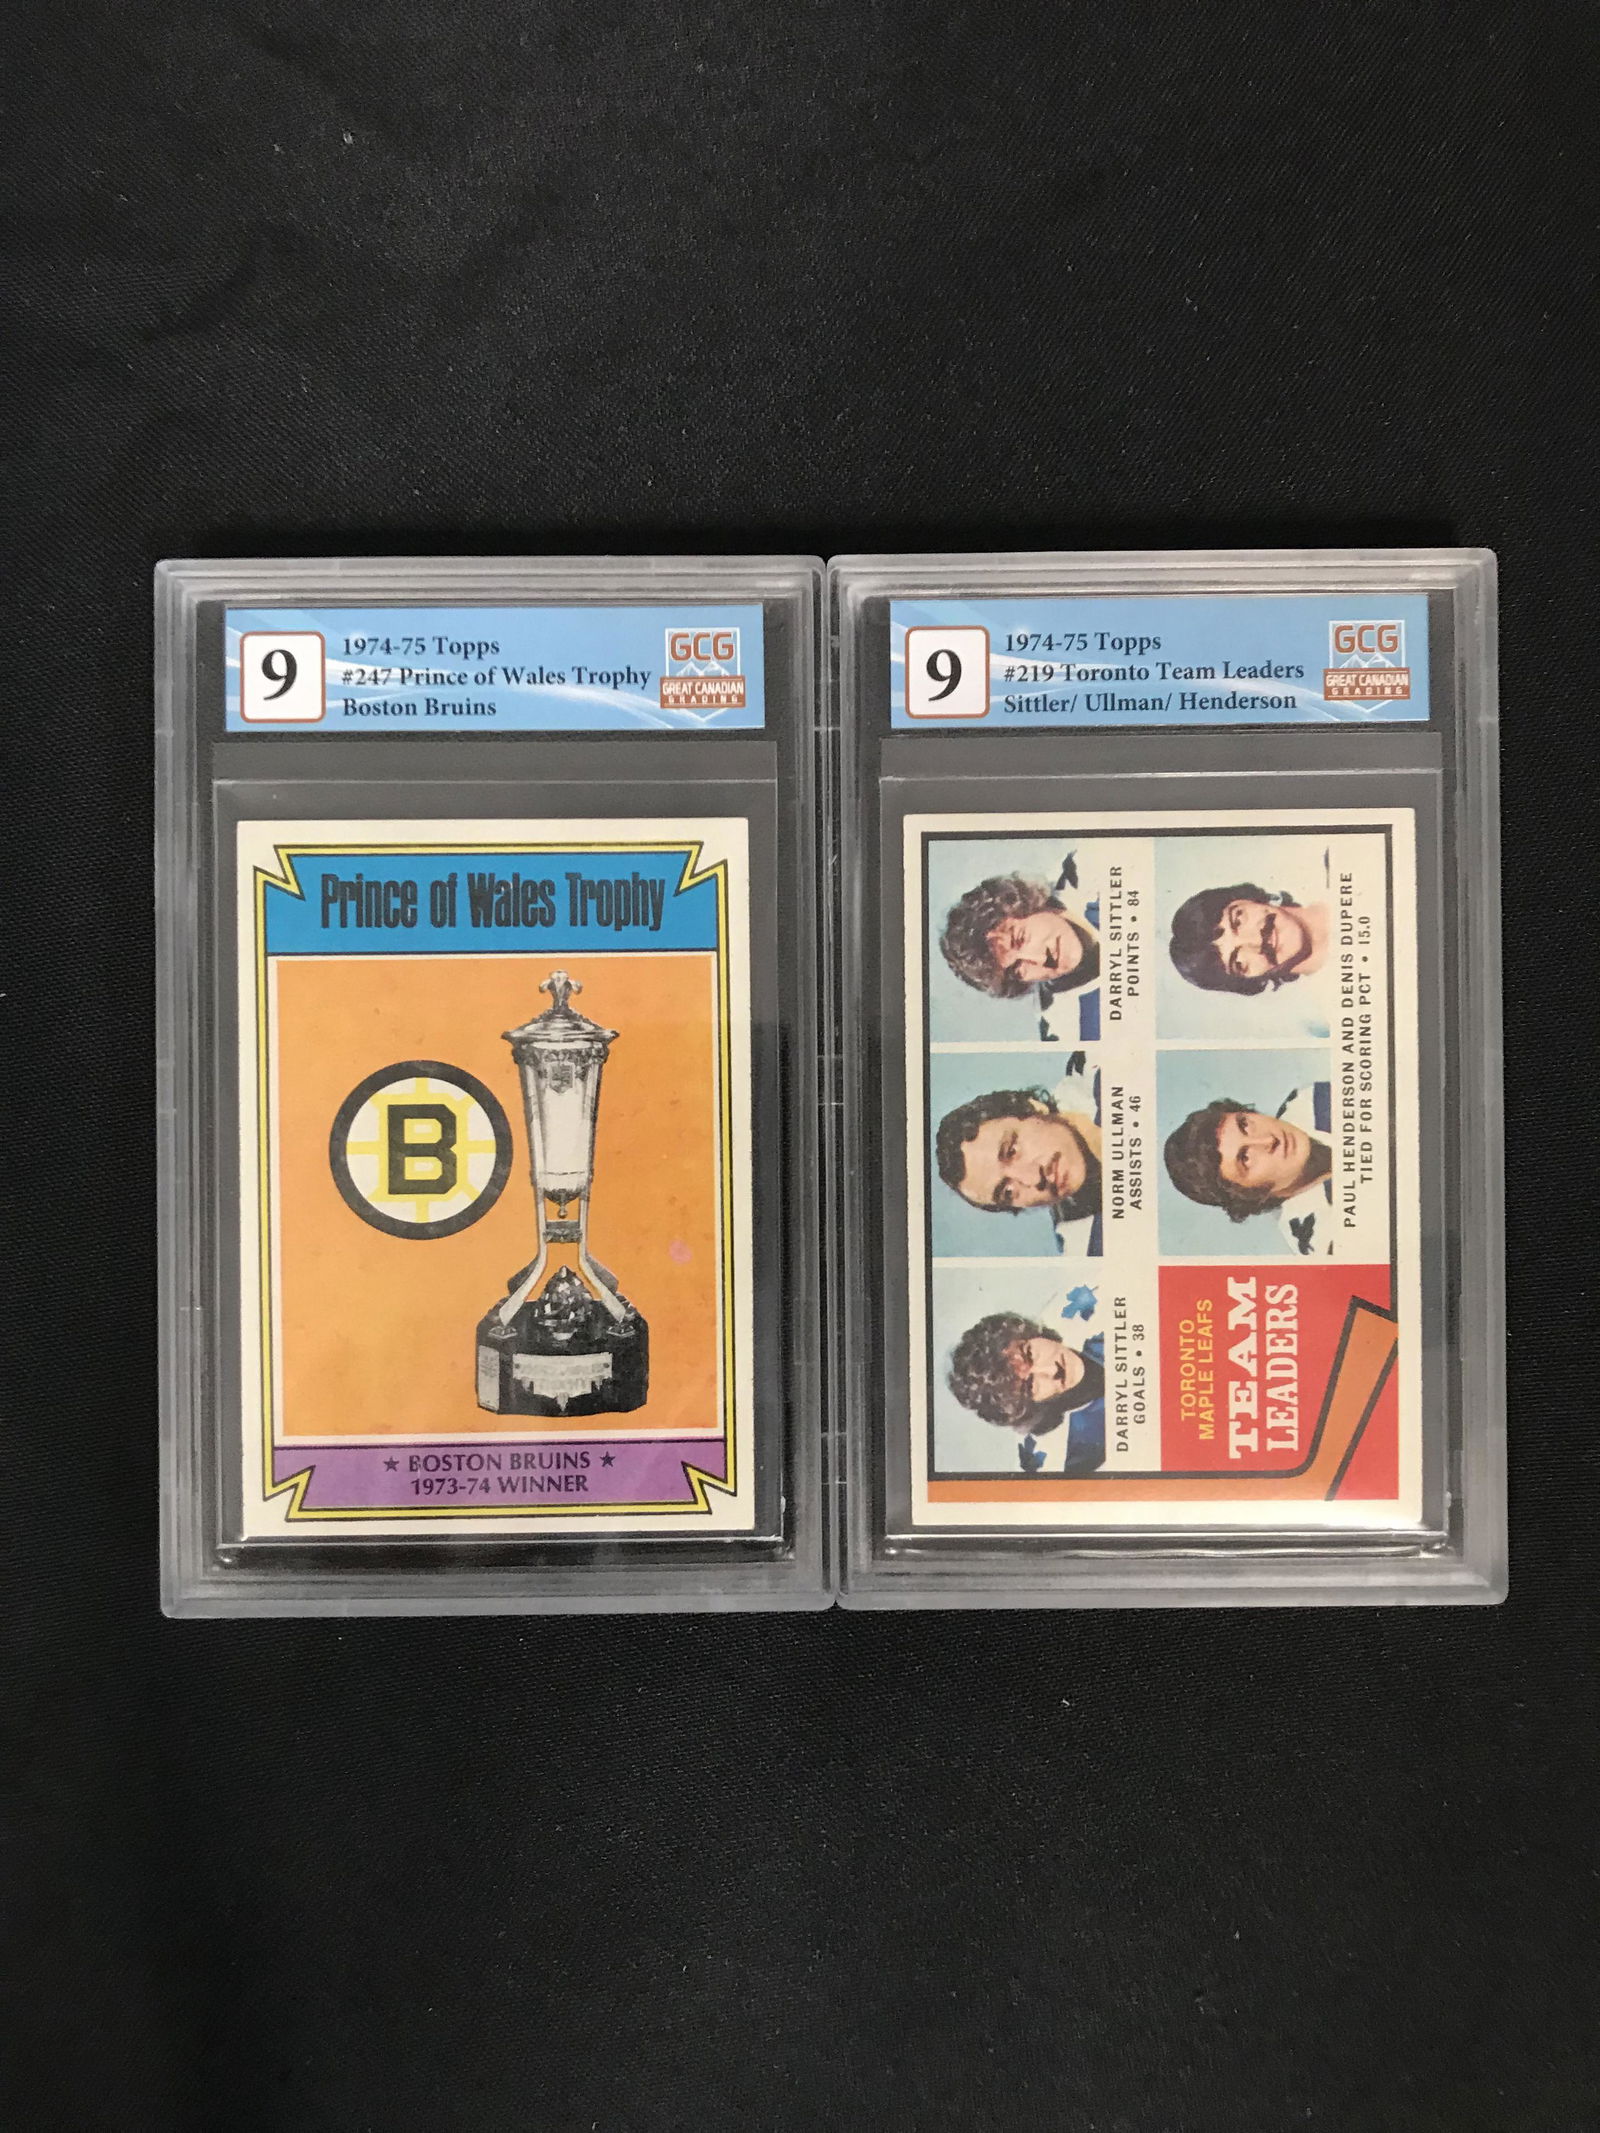 9
1974-75 Topps
#247 Prince of Wales Trophy
Boston Bruins
GCG
GREAT CANADIAN
GRADING
Prince of Wales Trophy
B
★ BOSTON BRUINS ★
1973-74 WINNER
9
1974-75 Topps
#219 Toronto Team Leaders
Sittler/ Ullman/ Henderson
GCG
GREAT CANADIAN
GRADING
DARRYL SITTLER
GOALS • 38
NORM ULLMAN
ASSISTS • 46
DARRYL SITTLER
POINTS • 84
TORONTO
MAPLE LEAFS
TEAM
LEADERS
PAUL HENDERSON AND DENIS DUPERE
TIED FOR SCORING PCT • 15.0